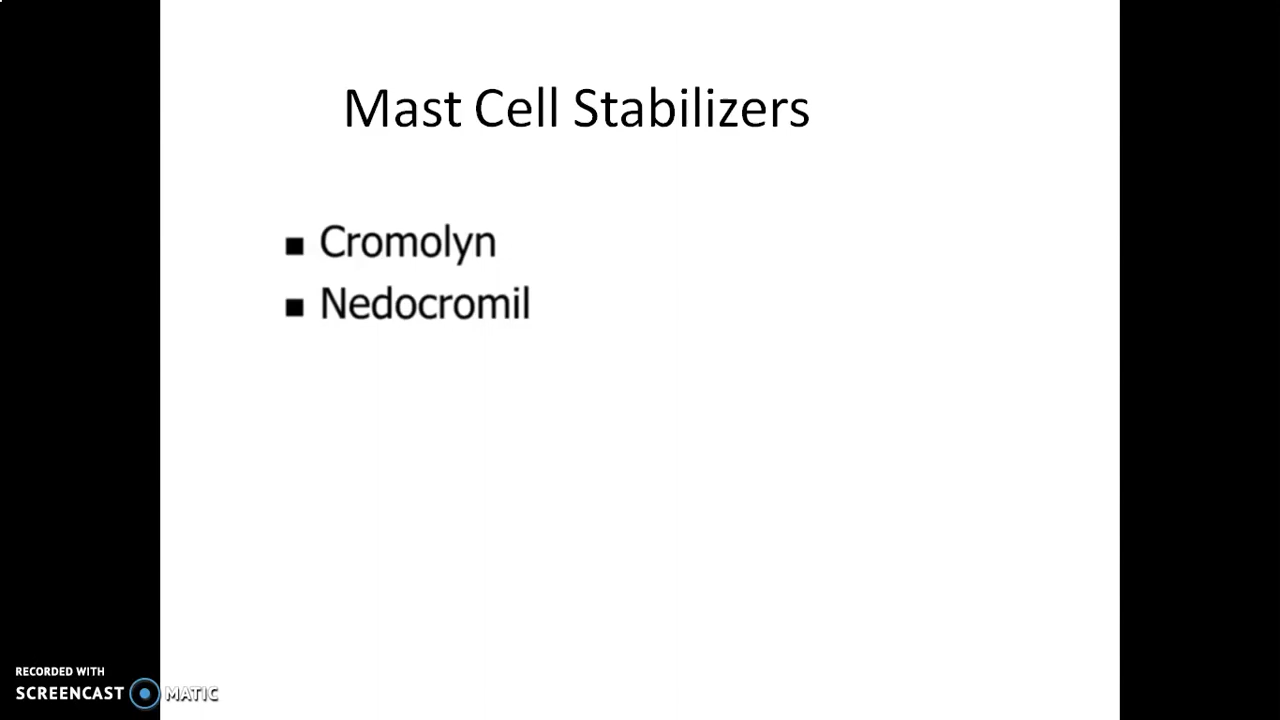 Mast Cell Stabilizers
■ Cromolyn
■ Nedocromil
RECORDED WITH
SCREENCAST MATIC